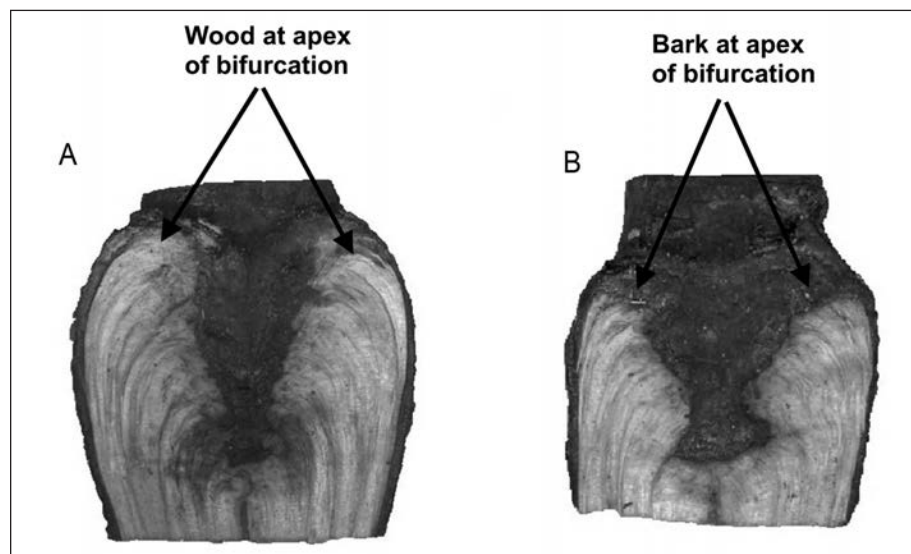 Wood at apex
of bifurcation
Bark at apex
of bifurcation
A
B